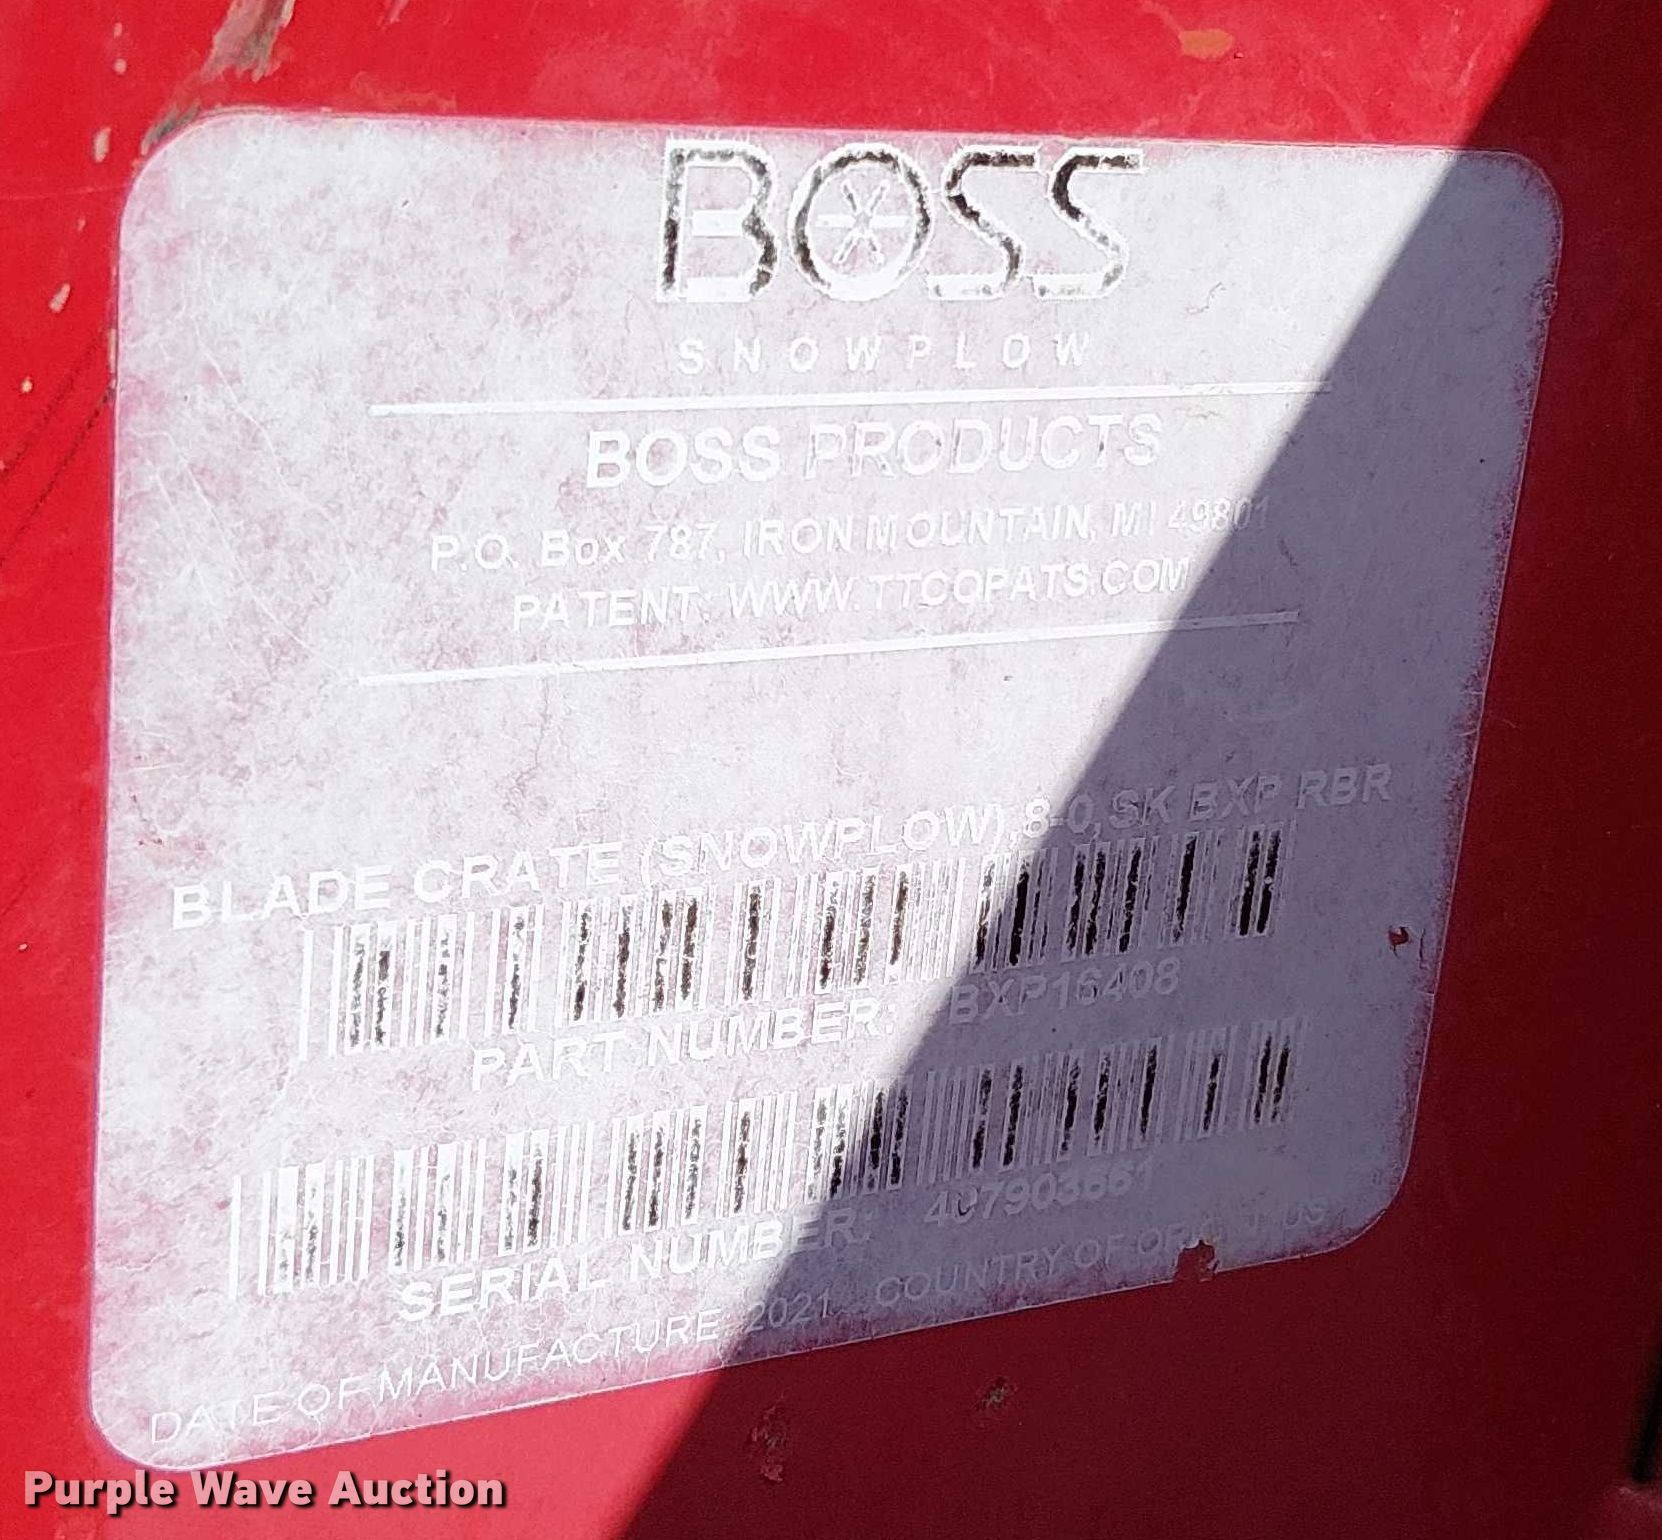 BOSS
SNOWPLOW
BOSS PRODUCTS
P.O. Box 787, IRON MOUNTAIN, MI 49801
PATENT: WWW.TTCOPATS.COM
BLADE CRATE (SNOWPLOW),8-0,SK BXP RBR
PART NUMBER: BXP16408
SERIAL NUMBER:
DATE OF MANUFACTURE: 2021 COUNTRY OF
Purple Wave Auction